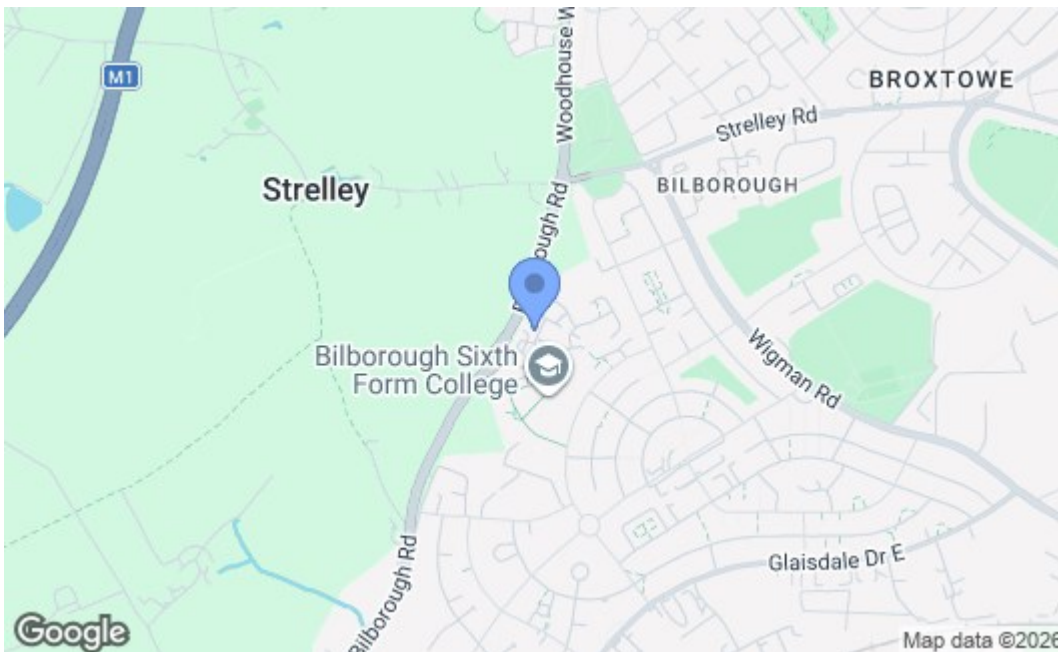 M1
Woodhouse W
BROXTOWE
Strelley Rd
Strelley
BILBOROUGH
ough Rd
Bilborough Sixth
Form College
Wigman Rd
Bilborough Rd
Glaisdale Dr E
Google
Map data ©2026